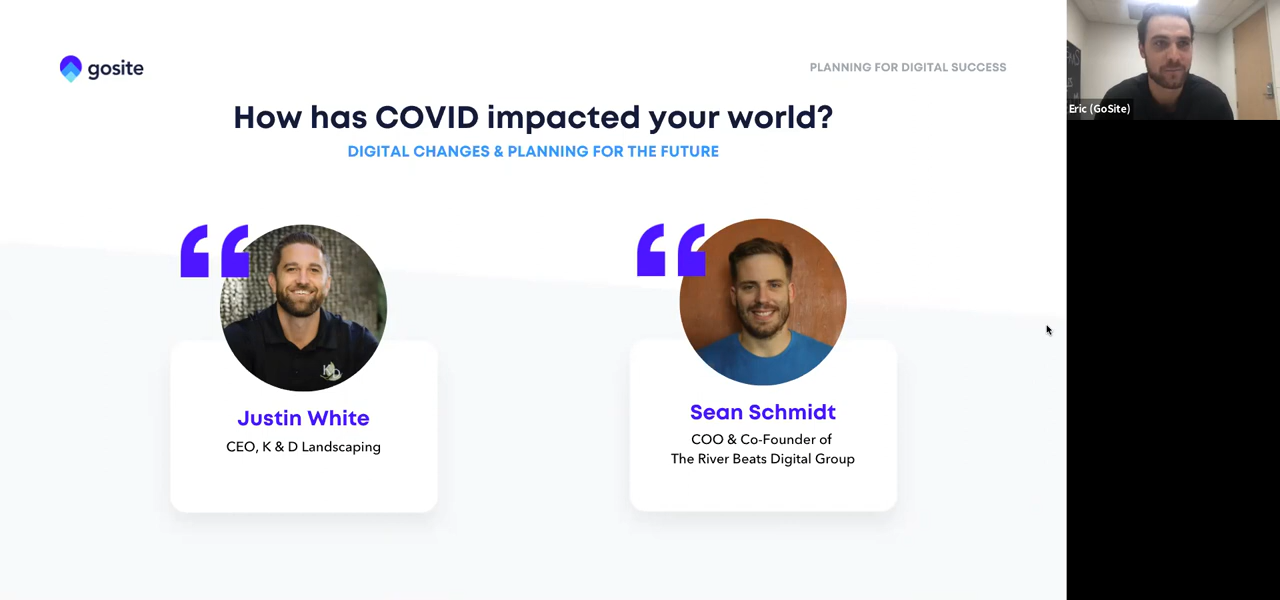 gosite
PLANNING FOR DIGITAL SUCCESS
How has COVID impacted your world?
DIGITAL CHANGES & PLANNING FOR THE FUTURE
Justin White
CEO, K & D Landscaping
Sean Schmidt
COO & Co-Founder of
The River Beats Digital Group
Eric (GoSite)